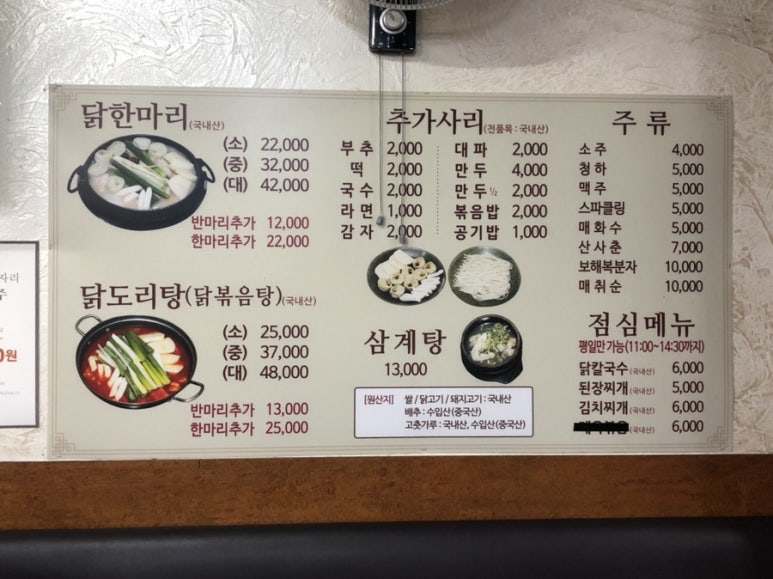 닭한마리(국내산)
(소) 22,000
(중) 32,000
(대) 42,000
반마리추가 12,000
한마리추가 22,000
닭도리탕(닭볶음탕)(국내산)
(소) 25,000
(중) 37,000
(대) 48,000
반마리추가 13,000
한마리추가 25,000
추가사리(전품목 : 국내산)
부추 2,000
떡 2,000
국수 2,000
라면 1,000
감자 2,000
대파 2,000
만두 4,000
만두½ 2,000
볶음밥 2,000
공기밥 1,000
삼계탕
13,000
[원산지] 쌀 / 닭고기 / 돼지고기 : 국내산
배추 : 수입산(중국산)
고춧가루 : 국내산, 수입산(중국산)
주류
소주 4,000
청하 5,000
맥주 5,000
스파클링 5,000
매화수 5,000
산사춘 7,000
보해복분자 10,000
매취순 10,000
점심메뉴
평일만 가능(11:00~14:30까지)
닭칼국수(국내산) 6,000
된장찌개(국내산) 5,000
김치찌개(국내산) 6,000
(국내산) 6,000
자리
주
0원